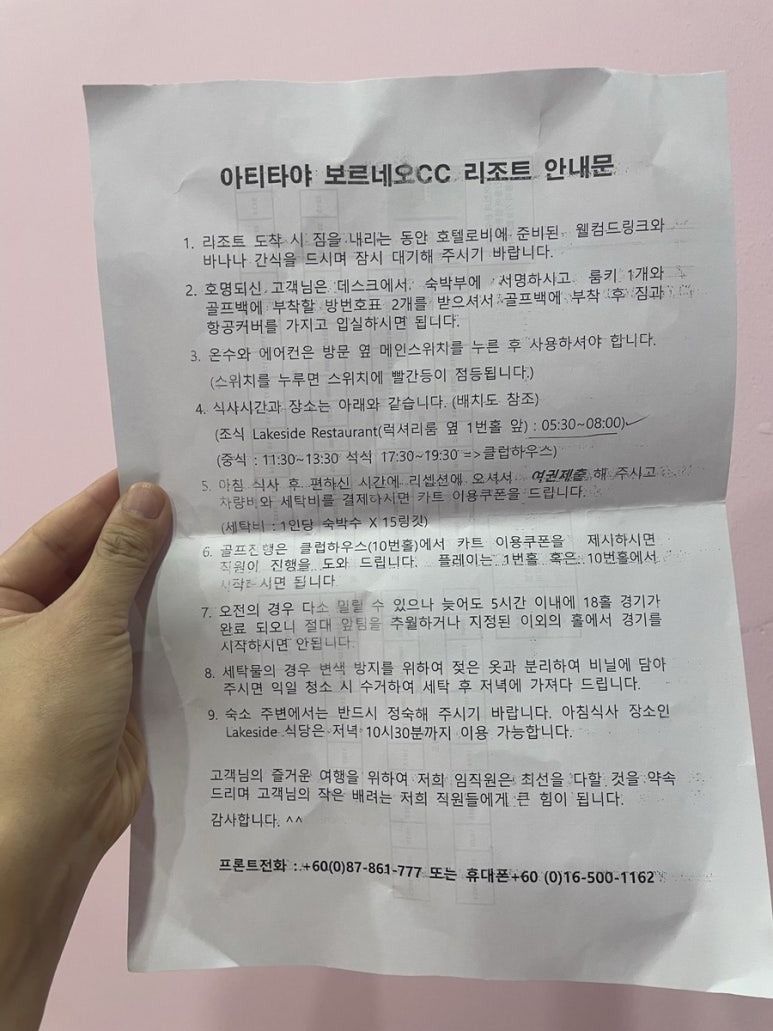 아티타야 보르네오CC 리조트 안내문
1. 리조트 도착 시 짐을 내리는 동안 호텔로비에 준비된 웰컴드링크와
바나나 간식을 드시며 잠시 대기해 주시기 바랍니다.
2. 호명되신 고객님은 데스크에서 숙박부에 서명하시고 룸키 1개와
골프백에 부착할 방번호표 2개를 받으셔서 골프백에 부착 후 짐과
항공커버를 가지고 입실하시면 됩니다.
3. 온수와 에어컨은 방문 옆 메인스위치를 누른 후 사용하셔야 합니다.
(스위치를 누루면 스위치에 빨간등이 점등됩니다.)
4. 식사시간과 장소는 아래와 같습니다. (배치도 참조)
(조식 Lakeside Restaurant(럭셔리룸 옆 1번홀 앞) : 05:30~08:00)
(중식 : 11:30~13:30 석식 17:30~19:30 =>클럽하우스)
5. 아침 식사 후 편하신 시간에 리셉션에 오셔서 여권제출해 주시고
차량비와 세탁비를 결제하시면 카트 이용쿠폰을 드립니다.
(세탁비 : 1인당 숙박수 X 15링깃)
6. 골프진행은 클럽하우스(10번홀)에서 카트 이용쿠폰을 제시하시면
직원이 진행을 도와 드립니다. 플레이는 1번홀 혹은 10번홀에서
시작하시면 됩니다.
7. 오전의 경우 다소 밀릴 수 있으나 늦어도 5시간 이내에 18홀 경기가
완료 되오니 절대 앞팀을 추월하거나 지정된 이외의 홀에서 경기를
시작하시면 안됩니다.
8. 세탁물의 경우 변색 방지를 위하여 젖은 옷과 분리하여 비닐에 담아
주시면 익일 청소 시 수거하여 세탁 후 저녁에 가져다 드립니다.
9. 숙소 주변에서는 반드시 정숙해 주시기 바랍니다. 아침식사 장소인
Lakeside 식당은 저녁 10시30분까지 이용 가능합니다.
고객님의 즐거운 여행을 위하여 저희 임직원은 최선을 다할 것을 약속
드리며 고객님의 작은 배려는 저희 직원들에게 큰 힘이 됩니다.
감사합니다. ^^
프론트전화 : +60(0)87-861-777 또는 휴대폰+60 (0)16-500-1162